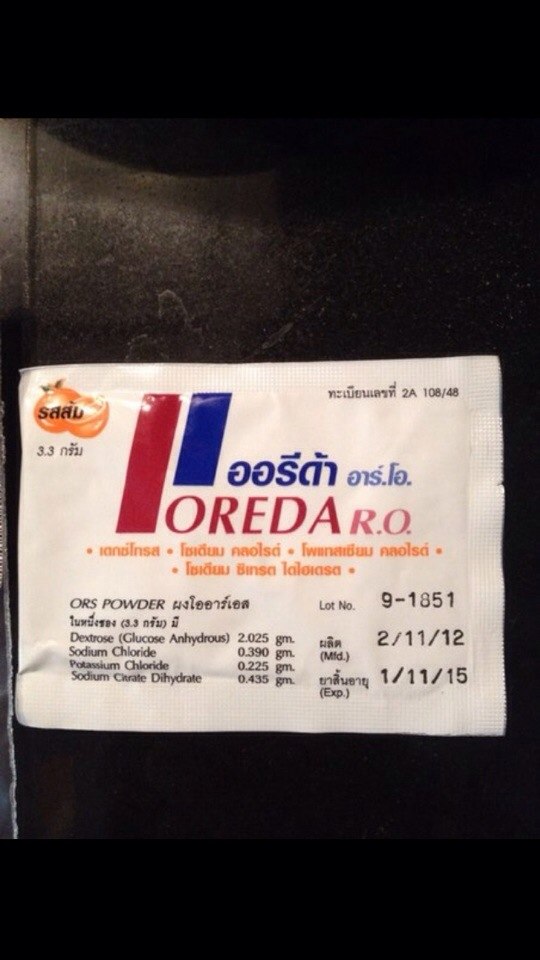 รสส้ม
3.3 กรัม
ทะเบียนเลขที่ 2A 108/48
ออรีด้า อาร์.โอ.
OREDA R.O.
• เดกซ์โทรส • โซเดียม คลอไรด์ • โพแทสเซียม คลอไรด์ •
• โซเดียม ซิเทรต ไดไฮเดรต •
ORS POWDER ผงโออาร์เอส
ในหนึ่งซอง (3.3 กรัม) มี
Dextrose (Glucose Anhydrous) 2.025 gm.
Sodium Chloride 0.390 gm.
Potassium Chloride 0.225 gm.
Sodium Citrate Dihydrate 0.435 gm.
Lot No. 9-1851
ผลิต 2/11/12
(Mfd.)
ยาสิ้นอายุ 1/11/15
(Exp.)